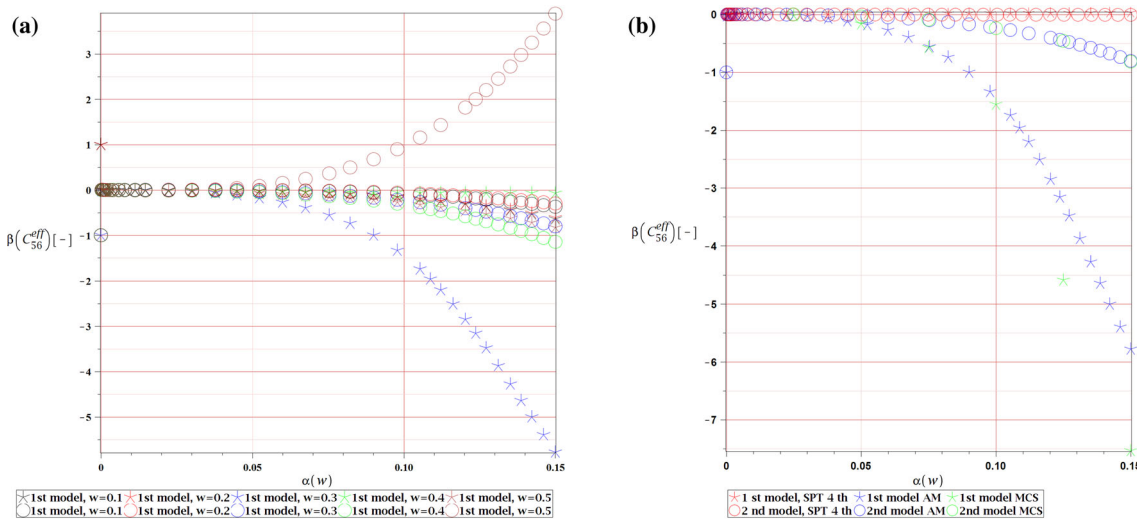 (a)
3
2
1
0
-1
-2
-3
-4
-5
β(C₅₆ᵉᶠᶠ)[-]
0
0.05
0.10
0.15
α(w)
1st model, w=0.1 1st model, w=0.2 1st model, w=0.3 1st model, w=0.4 1st model, w=0.5
1st model, w=0.1 1st model, w=0.2 1st model, w=0.3 1st model, w=0.4 1st model, w=0.5
(b)
0
-1
-2
-3
-4
-5
-6
-7
β(C₅₆ᵉᶠᶠ)[-]
0
0.05
0.10
0.15
α(w)
1 st model, SPT 4 th 1st model AM 1st model MCS
2 nd model, SPT 4 th 2nd model AM 2nd model MCS